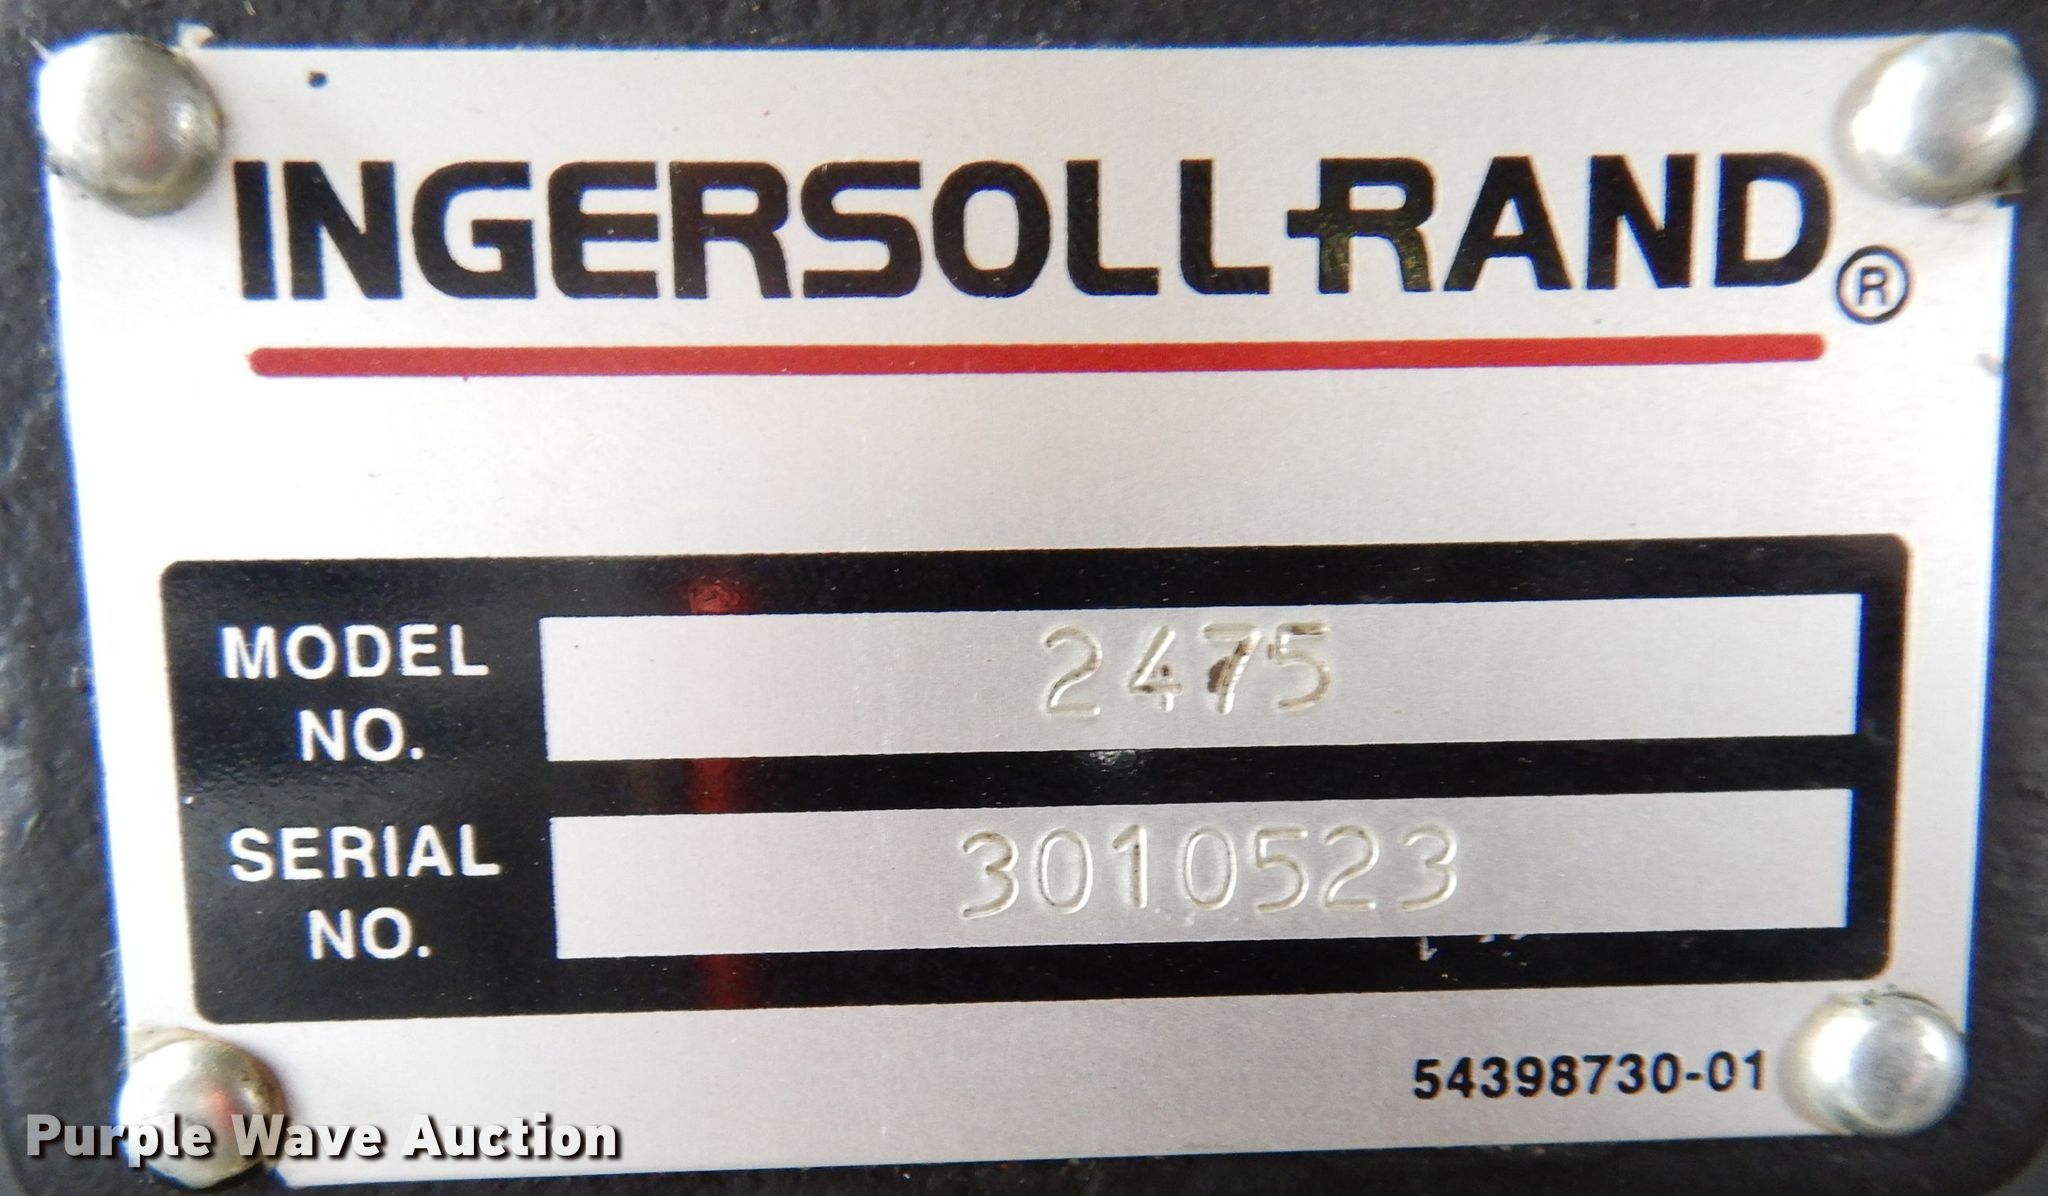 INGERSOLL-RAND®
MODEL NO. 2475
SERIAL NO. 3010523
54398730-01
Purple Wave Auction